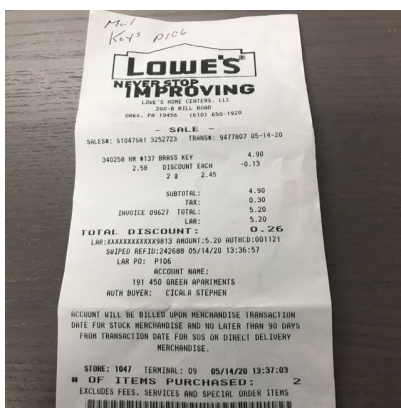 Mail
Keys P106
LOWE'S
NEVER STOP
IMPROVING
LOWE'S HOME CENTERS, LLC
200-B MILL ROAD
OAKS, PA 19456 (610) 650-1920
- SALE -
SALES#: S1047SA1 3252723 TRANS#: 9477807 05-14-20
340258 HM #137 BRASS KEY 4.90
2.58 DISCOUNT EACH -0.13
2 @ 2.45
SUBTOTAL: 4.90
TAX: 0.30
INVOICE 09627 TOTAL: 5.20
LAR: 5.20
TOTAL DISCOUNT: 0.26
LAR:XXXXXXXXXXXX9813 AMOUNT:5.20 AUTHCD:001121
SWIPED REFID:242688 05/14/20 13:36:57
LAR PO: P106
ACCOUNT NAME:
191 450 GREEN APARTMENTS
AUTH BUYER: CICALA STEPHEN
ACCOUNT WILL BE BILLED UPON MERCHANDISE TRANSACTION
DATE FOR STOCK MERCHANDISE AND NO LATER THAN 90 DAYS
FROM TRANSACTION DATE FOR SOS OR DIRECT DELIVERY
MERCHANDISE.
STORE: 1047 TERMINAL: 09 05/14/20 13:37:03
# OF ITEMS PURCHASED: 2
EXCLUDES FEES, SERVICES AND SPECIAL ORDER ITEMS